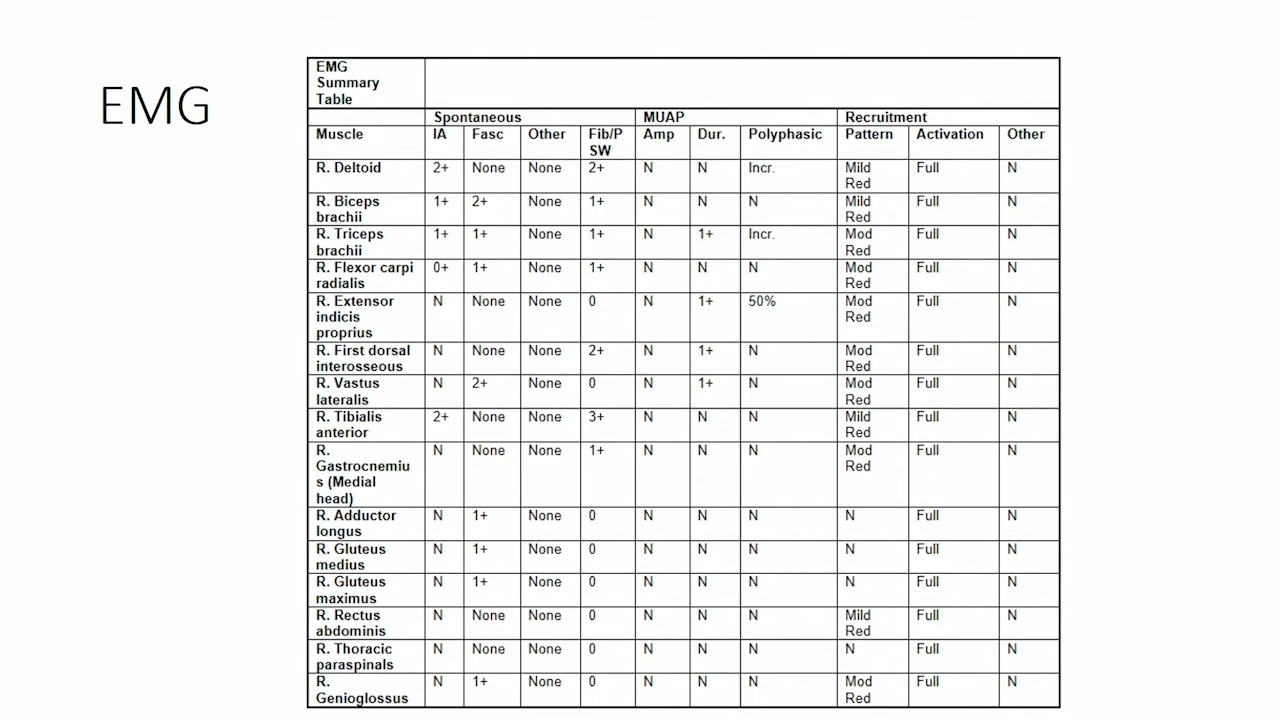 EMG
EMG
Summary
Table
Spontaneous MUAP Recruitment
Muscle IA Fasc Other Fib/P Amp Dur. Polyphasic Pattern Activation Other
SW
R. Deltoid 2+ None None 2+ N N Incr. Mild Full N
Red
R. Biceps 1+ 2+ None 1+ N N N Mild Full N
brachii Red
R. Triceps 1+ 1+ None 1+ N 1+ Incr. Mod Full N
brachii Red
R. Flexor carpi 0+ 1+ None 1+ N N N Mod Full N
radialis Red
R. Extensor N None None 0 N 1+ 50% Mod Full N
indicis Red
proprius
R. First dorsal N None None 2+ N 1+ N Mod Full N
interosseous Red
R. Vastus N 2+ None 0 N 1+ N Mod Full N
lateralis Red
R. Tibialis 2+ None None 3+ N N N Mild Full N
anterior Red
R. N None None 1+ N N N Mod Full N
Gastrocnemiu Red
s (Medial
head)
R. Adductor N 1+ None 0 N N N N Full N
longus
R. Gluteus N 1+ None 0 N N N N Full N
medius
R. Gluteus N 1+ None 0 N N N N Full N
maximus
R. Rectus N None None 0 N N N Mild Full N
abdominis Red
R. Thoracic N None None 0 N N N N Full N
paraspinals
R. N 1+ None 0 N N N Mod Full N
Genioglossus Red